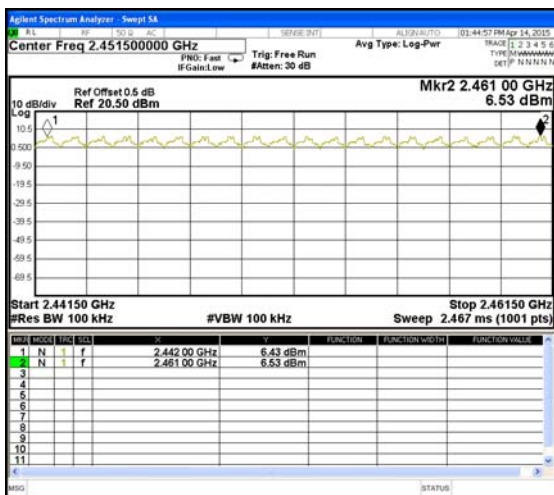 Agilent Spectrum Analyzer - Swept SA
RL RF 50 Ω AC SENSE:INT ALIGN AUTO 01:44:57 PM Apr 14, 2015
Center Freq 2.451500000 GHz
PNO: Fast
IFGain:Low
Trig: Free Run
#Atten: 30 dB
Avg Type: Log-Pwr
TRACE 1 2 3 4 5 6
TYPE
DET P N N N N N
Mkr2 2.461 00 GHz
6.53 dBm
Ref Offset 0.5 dB
Ref 20.50 dBm
10 dB/div
Log
1
2
10.5
0.500
-9.50
-19.5
-29.5
-39.5
-49.5
-59.5
-69.5
Start 2.44150 GHz
Stop 2.46150 GHz
#Res BW 100 kHz
#VBW 100 kHz
Sweep 2.467 ms (1001 pts)
MKR MODE TRC SCL X Y FUNCTION FUNCTION WIDTH FUNCTION VALUE
1 N 1 f 2.442 00 GHz 6.43 dBm
2 N 1 f 2.461 00 GHz 6.53 dBm
3
4
5
6
7
8
9
10
11
MSG
STATUS